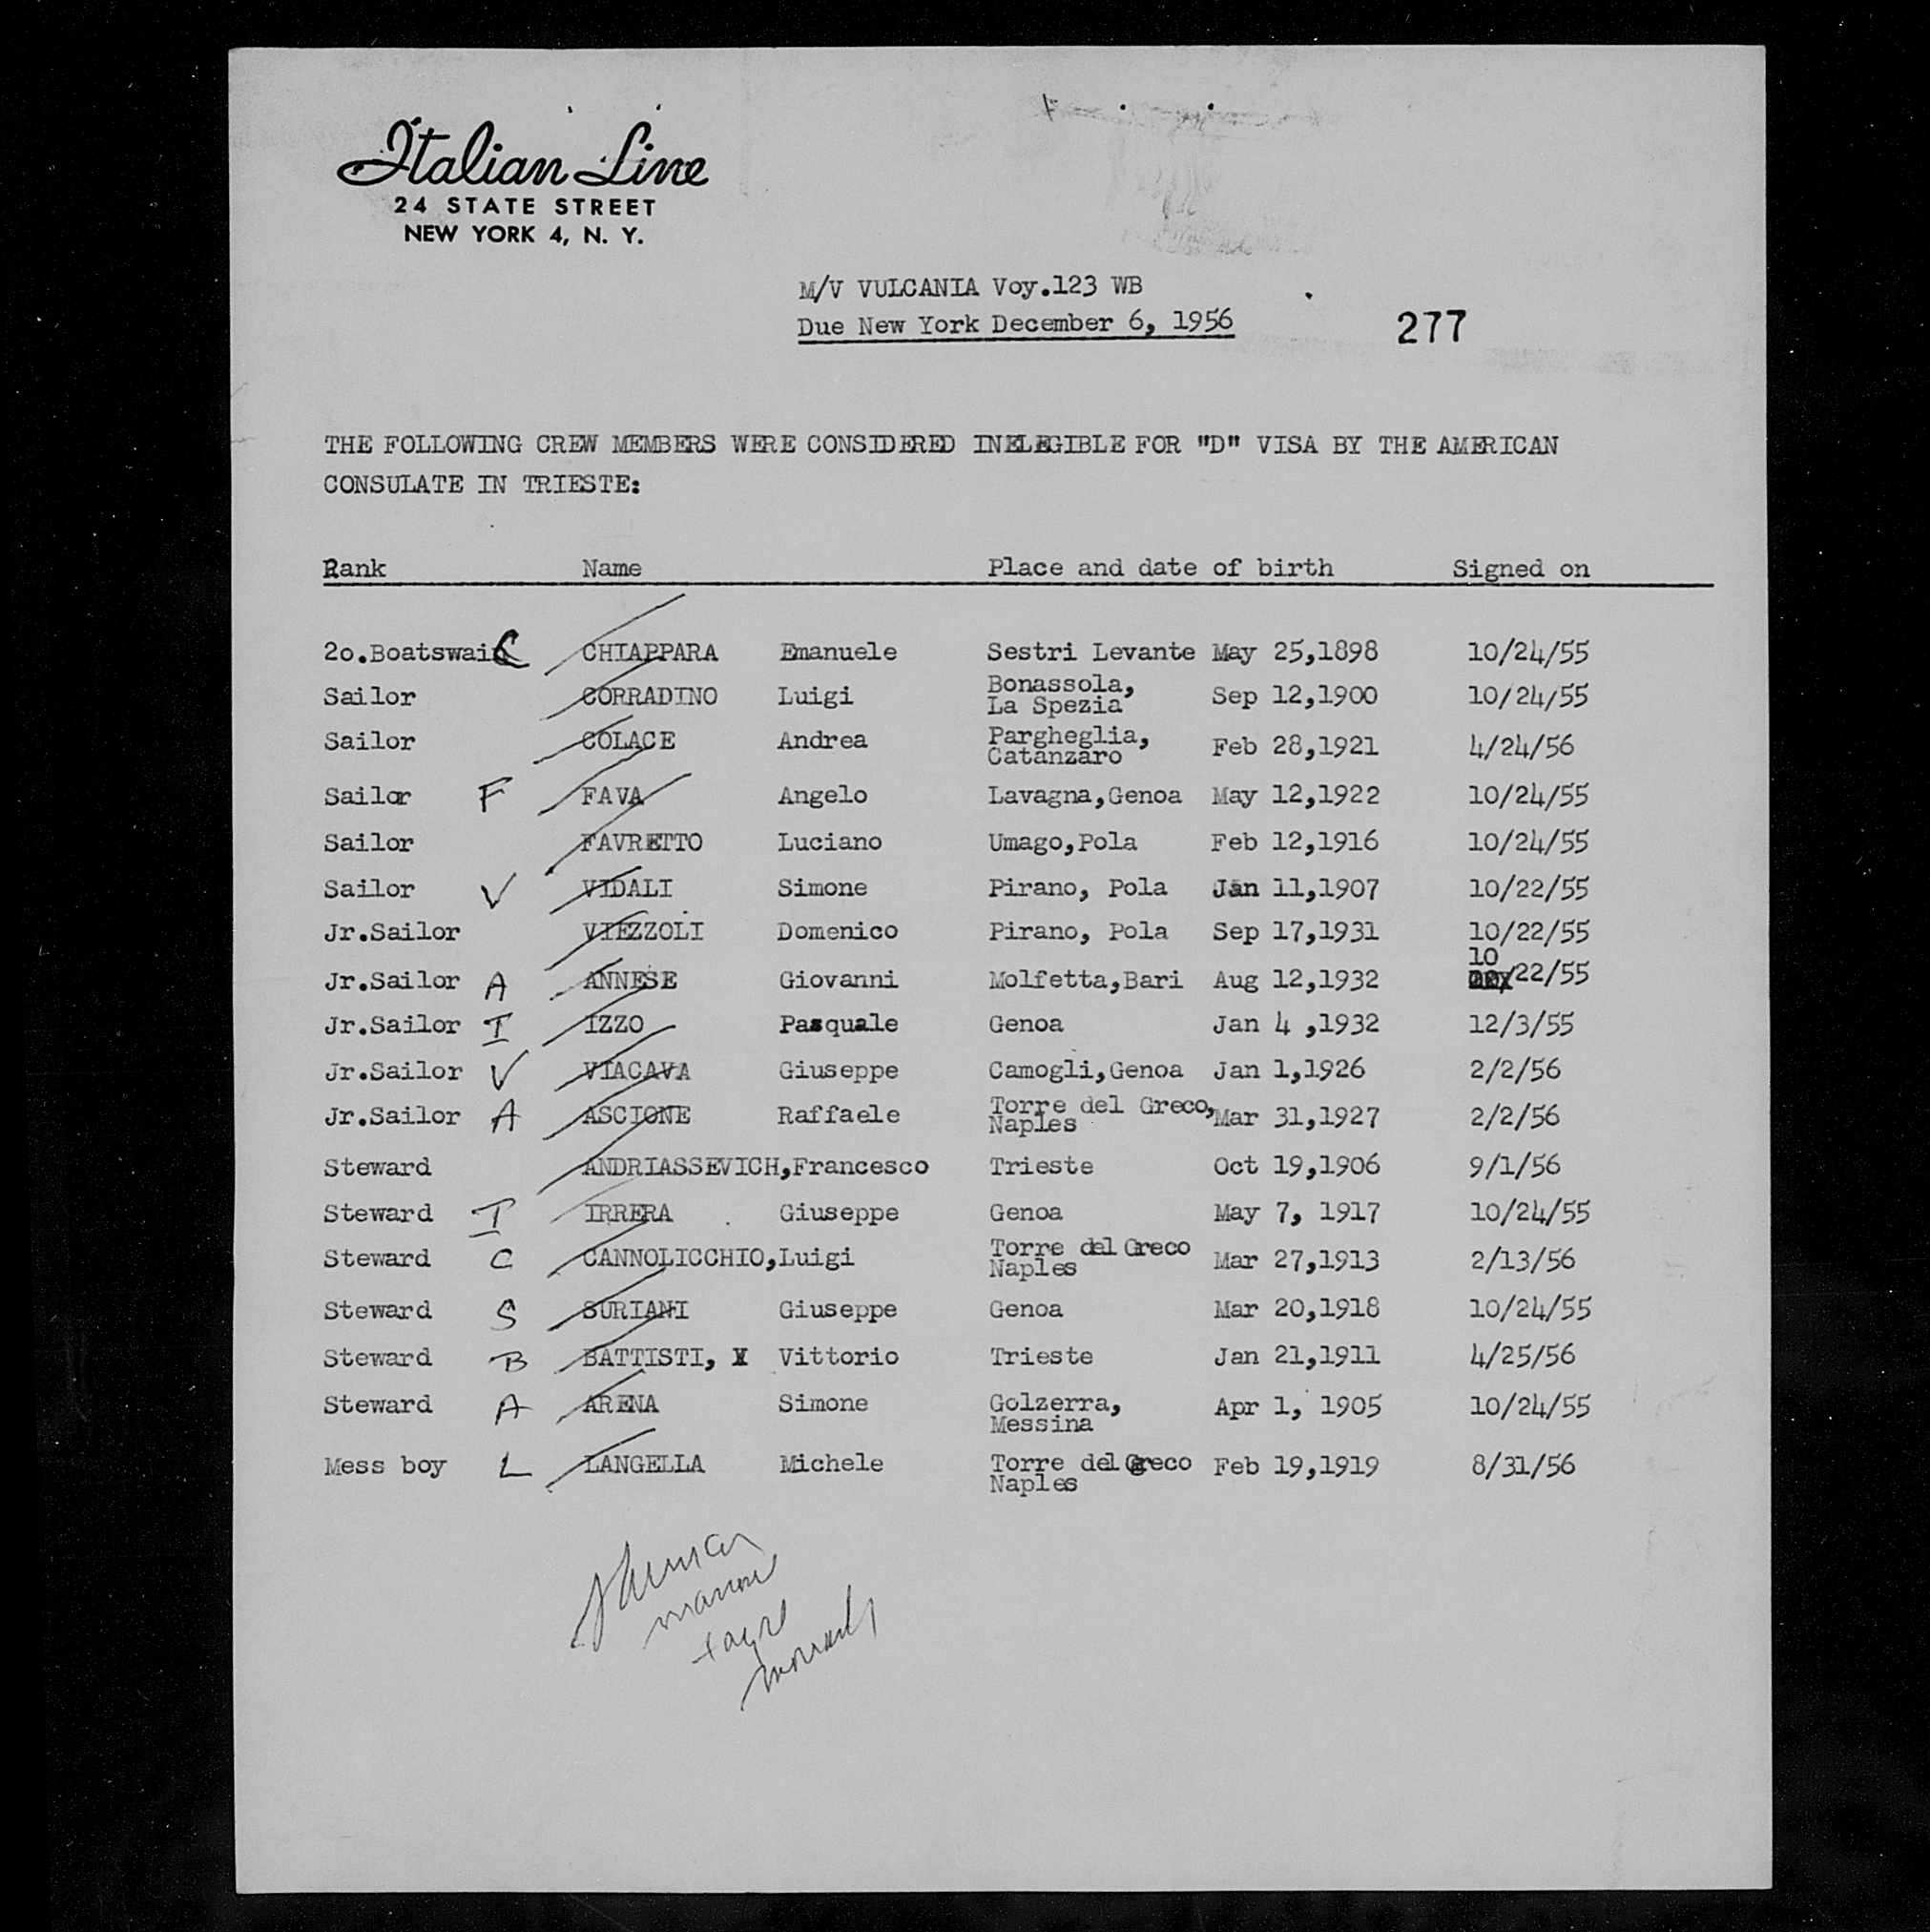 Italian Line
24 STATE STREET
NEW YORK 4, N. Y.
M/V VULCANIA Voy.123 WB
Due New York December 6, 1956
277
THE FOLLOWING CREW MEMBERS WERE CONSIDERED INELEGIBLE FOR "D" VISA BY THE AMERICAN
CONSULATE IN TRIESTE:
Rank Name Place and date of birth Signed on
2o.Boatswain C CHIAPPARA Emanuele Sestri Levante May 25,1898 10/24/55
Sailor CORRADINO Luigi Bonassola, La Spezia Sep 12,1900 10/24/55
Sailor COLACE Andrea Pargheglia, Catanzaro Feb 28,1921 4/24/56
Sailor F FAVA Angelo Lavagna,Genoa May 12,1922 10/24/55
Sailor FAVRETTO Luciano Umago,Pola Feb 12,1916 10/24/55
Sailor V VIDALI Simone Pirano, Pola Jan 11,1907 10/22/55
Jr.Sailor VIEZZOLI Domenico Pirano, Pola Sep 17,1931 10/22/55
Jr.Sailor A ANNESE Giovanni Molfetta,Bari Aug 12,1932 10/22/55
Jr.Sailor I IZZO Pasquale Genoa Jan 4 ,1932 12/3/55
Jr.Sailor V VIACAVA Giuseppe Camogli,Genoa Jan 1,1926 2/2/56
Jr.Sailor A ASCIONE Raffaele Torre del Greco, Naples Mar 31,1927 2/2/56
Steward ANDRIASSEVICH,Francesco Trieste Oct 19,1906 9/1/56
Steward I IRRERA Giuseppe Genoa May 7, 1917 10/24/55
Steward C CANNOLICCHIO,Luigi Torre del Greco Naples Mar 27,1913 2/13/56
Steward S SURIANI Giuseppe Genoa Mar 20,1918 10/24/55
Steward B BATTISTI, Vittorio Trieste Jan 21,1911 4/25/56
Steward A ARENA Simone Golzerra, Messina Apr 1, 1905 10/24/55
Mess boy L LANGELLA Michele Torre del Greco Naples Feb 19,1919 8/31/56